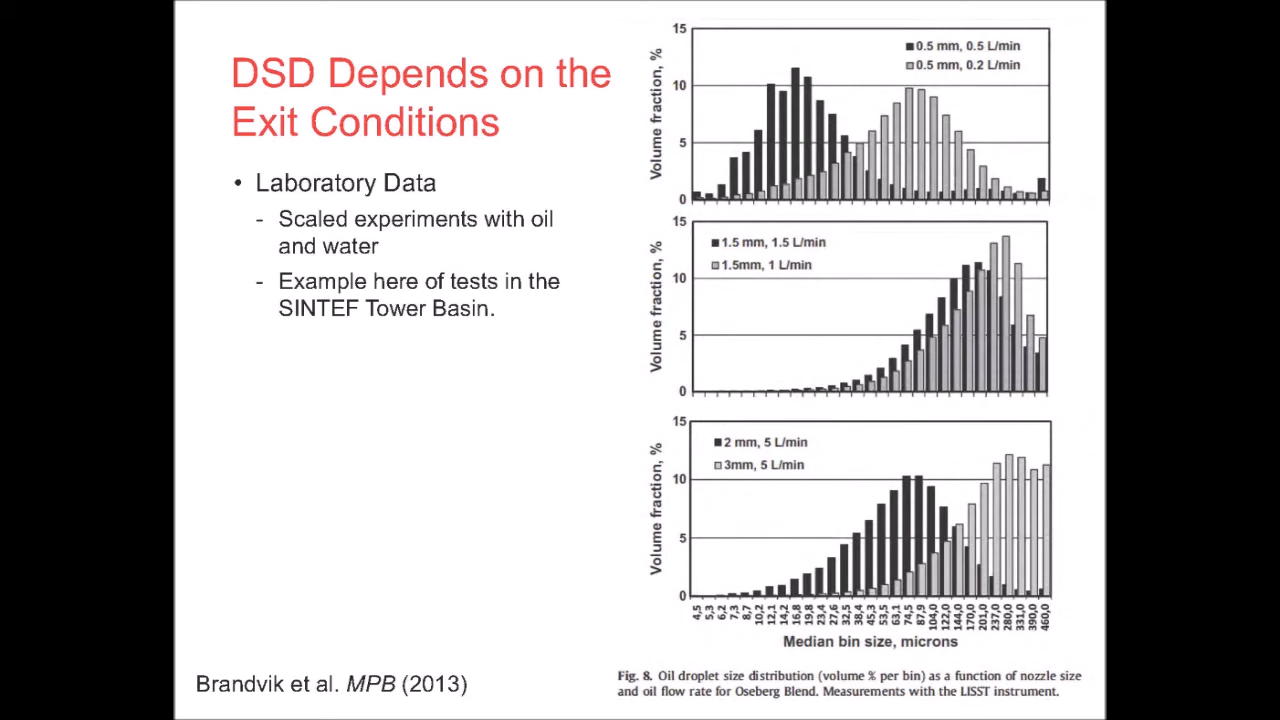 DSD Depends on the
Exit Conditions
• Laboratory Data
- Scaled experiments with oil
and water
- Example here of tests in the
SINTEF Tower Basin.
Brandvik et al. MPB (2013)
15
10
5
0
Volume fraction, %
0.5 mm, 0.5 L/min
0.5 mm, 0.2 L/min
15
10
5
0
Volume fraction, %
1.5 mm, 1.5 L/min
1.5mm, 1 L/min
15
10
5
0
Volume fraction, %
2 mm, 5 L/min
3mm, 5 L/min
4,5 5,3 6,2 7,3 8,7 10,2 12,1 14,2 16,8 19,8 23,4 27,6 32,5 38,4 45,3 53,5 63,1 74,5 87,9 104,0 122,0 144,0 170,0 201,0 237,0 280,0 331,0 390,0 460,0
Median bin size, microns
Fig. 8. Oil droplet size distribution (volume % per bin) as a function of nozzle size
and oil flow rate for Oseberg Blend. Measurements with the LISST instrument.